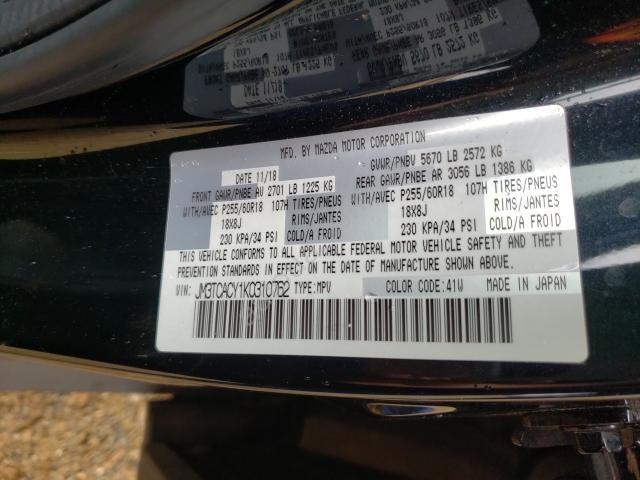 MFD. BY MAZDA MOTOR CORPORATION
DATE 11/18 GVWR/PNBV 5670 LB 2572 KG
FRONT GAWR/PNBE AV 2701 LB 1225 KG REAR GAWR/PNBE AR 3056 LB 1386 KG
WITH/AVEC P255/60R18 107H TIRES/PNEUS WITH/AVEC P255/60R18 107H TIRES/PNEUS
18X8J RIMS/JANTES 18X8J RIMS/JANTES
230 KPA/34 PSI COLD/A FROID 230 KPA/34 PSI COLD/A FROID
THIS VEHICLE CONFORMS TO ALL APPLICABLE FEDERAL MOTOR VEHICLE SAFETY AND THEFT
PREVENTION STANDARDS IN EFFECT ON THE DATE OF MANUFACTURE SHOWN ABOVE.
VIN: JM3TCACY1K0310762 TYPE:MPV COLOR CODE:41W MADE IN JAPAN